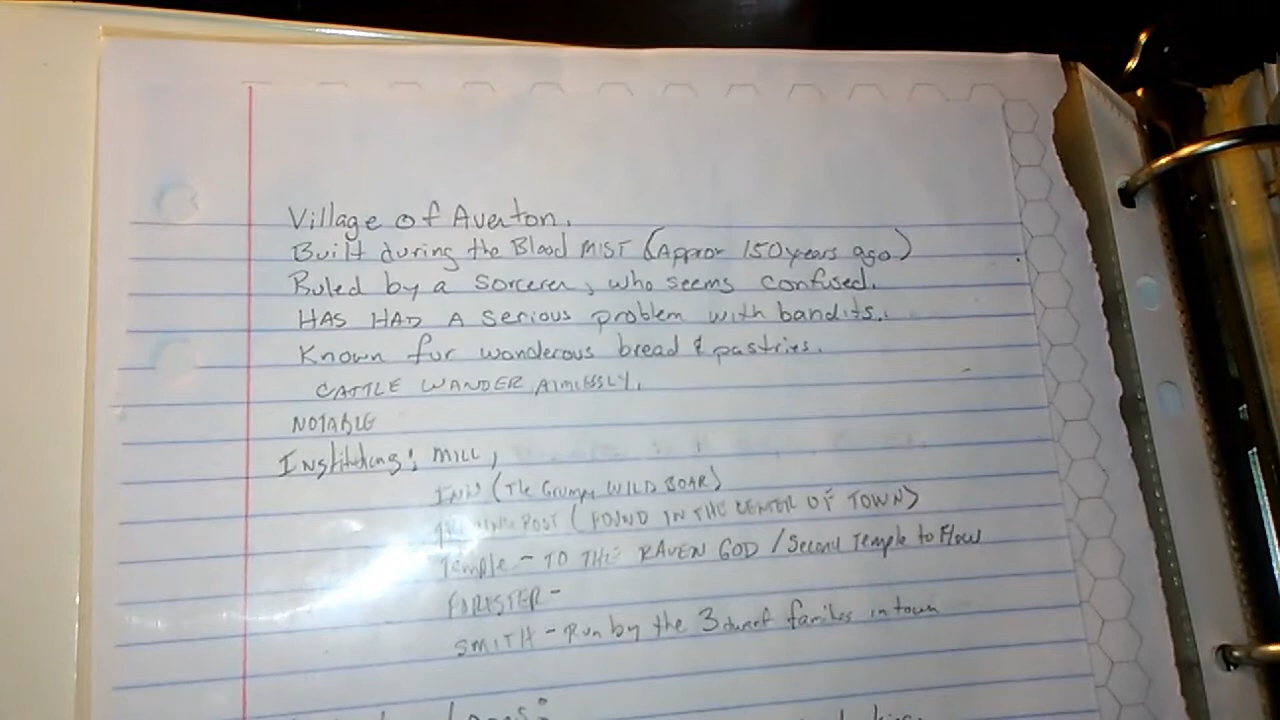 Village of Averton.
Built during the Blood MIST (Approx 150 years ago)
Ruled by a sorcerer, who seems confused.
HAS HAD A serious problem with bandits.
Known for wonderous bread & pastries.
CATTLE WANDER AIMLESSLY.
NOTABLE
Institutions: MILL,
INN (The Grumpy WILD BOAR)
POST (FOUND IN THE CENTER OF TOWN)
Temple - TO THE RAVEN GOD / Second Temple to Flow
FORESTER -
SMITH - Run by the 3 dwarf families in town